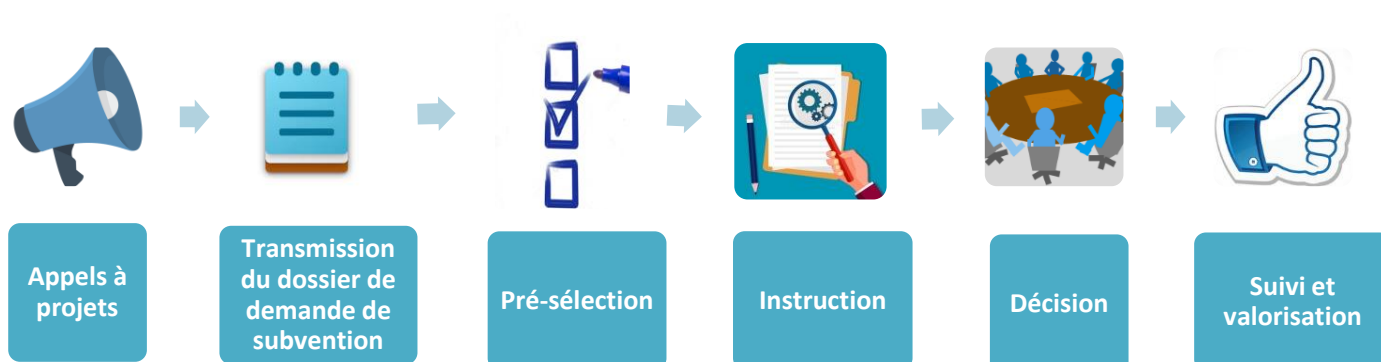 Appels à
projets
Transmission
du dossier de
demande de
subvention
Pré-sélection
Instruction
Décision
Suivi et
valorisation